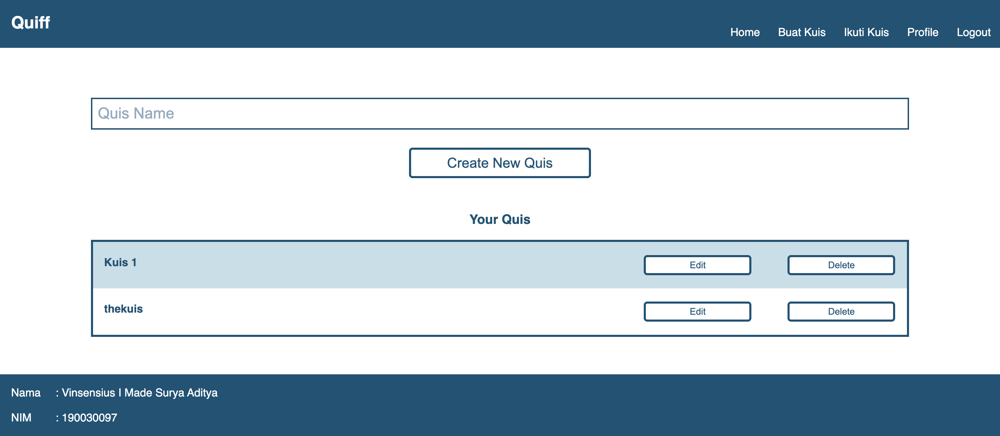 Quiff
Home Buat Kuis Ikuti Kuis Profile Logout
Quis Name
Create New Quis
Your Quis
Kuis 1 Edit Delete
thekuis Edit Delete
Nama : Vinsensius I Made Surya Aditya
NIM : 190030097